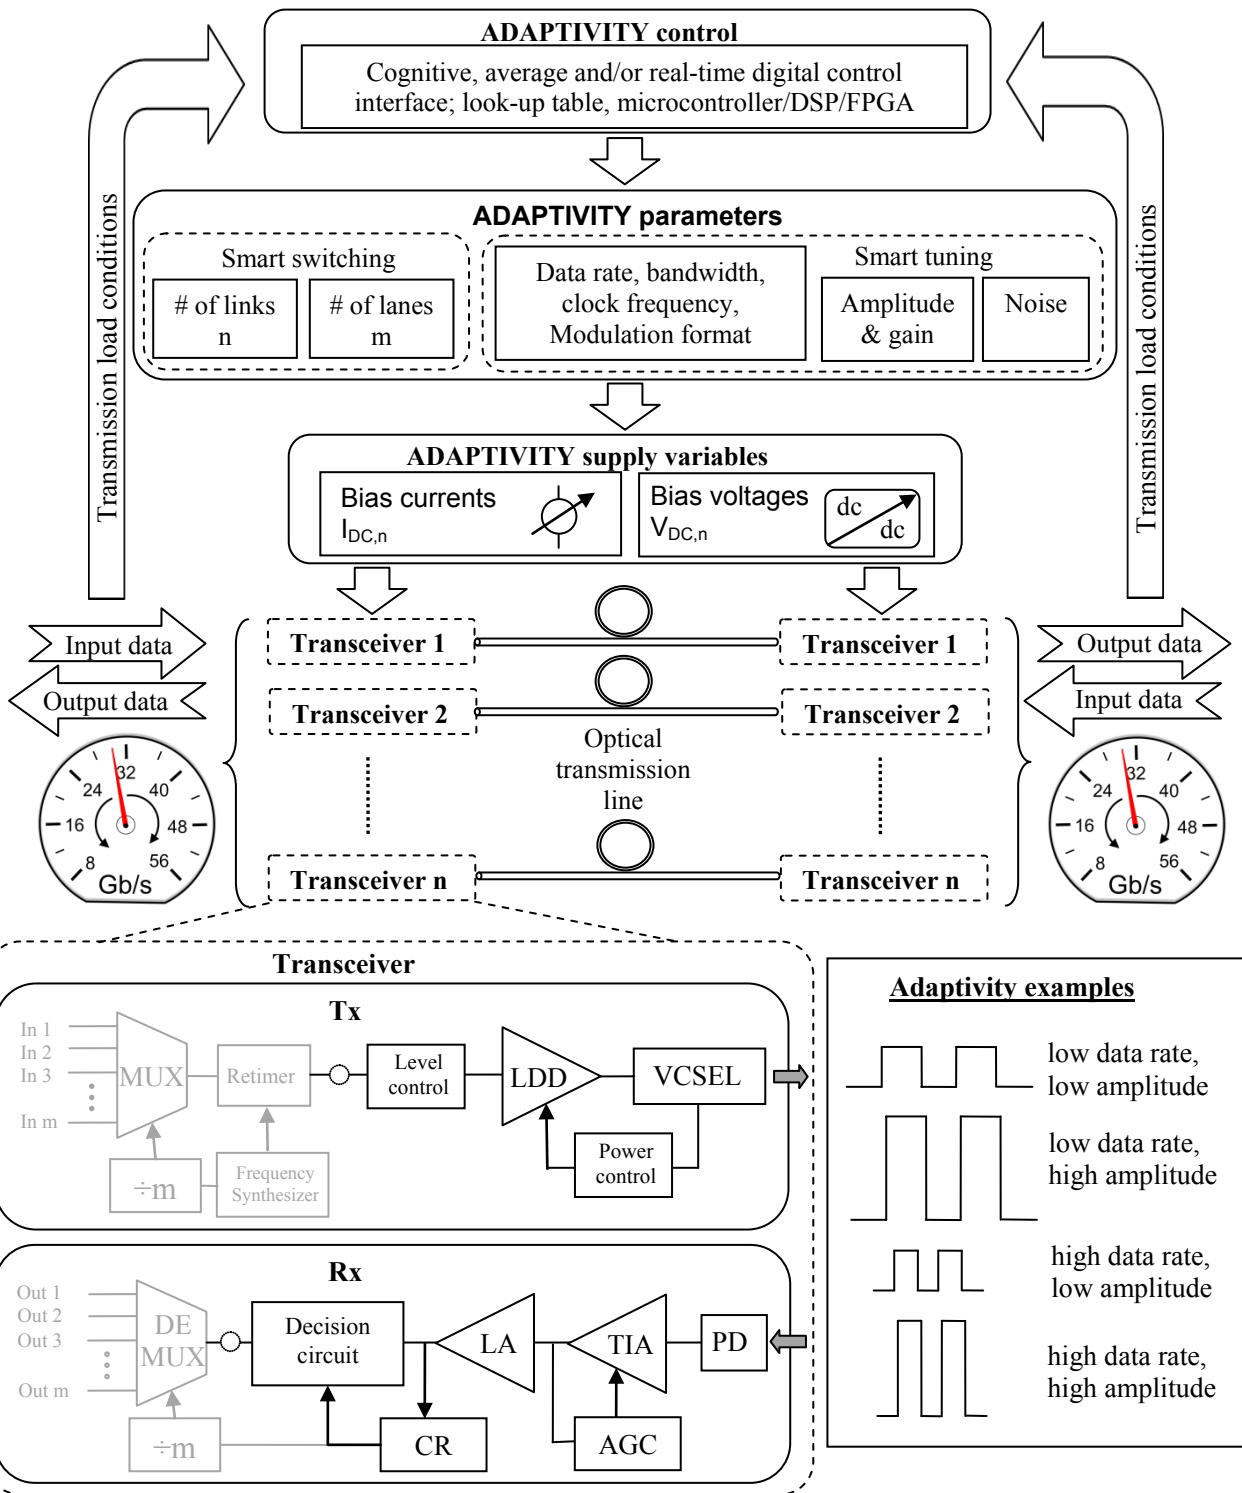 ADAPTIVITY control
Cognitive, average and/or real-time digital control
interface; look-up table, microcontroller/DSP/FPGA
Transmission load conditions
Transmission load conditions
ADAPTIVITY parameters
Smart switching
# of links
n
# of lanes
m
Data rate, bandwidth,
clock frequency,
Modulation format
Smart tuning
Amplitude
& gain
Noise
ADAPTIVITY supply variables
Bias currents
I_DC,n
Bias voltages
V_DC,n
dc
dc
Input data
Output data
Transceiver 1
Transceiver 1
Output data
Input data
Transceiver 2
Transceiver 2
Optical
transmission
line
Transceiver n
Transceiver n
8
16
24
32
40
48
56
Gb/s
8
16
24
32
40
48
56
Gb/s
Transceiver
Tx
In 1
In 2
In 3
In m
MUX
Retimer
Level
control
LDD
VCSEL
Power
control
÷m
Frequency
Synthesizer
Rx
Out 1
Out 2
Out 3
Out m
DE
MUX
Decision
circuit
LA
TIA
PD
÷m
CR
AGC
Adaptivity examples
low data rate,
low amplitude
low data rate,
high amplitude
high data rate,
low amplitude
high data rate,
high amplitude